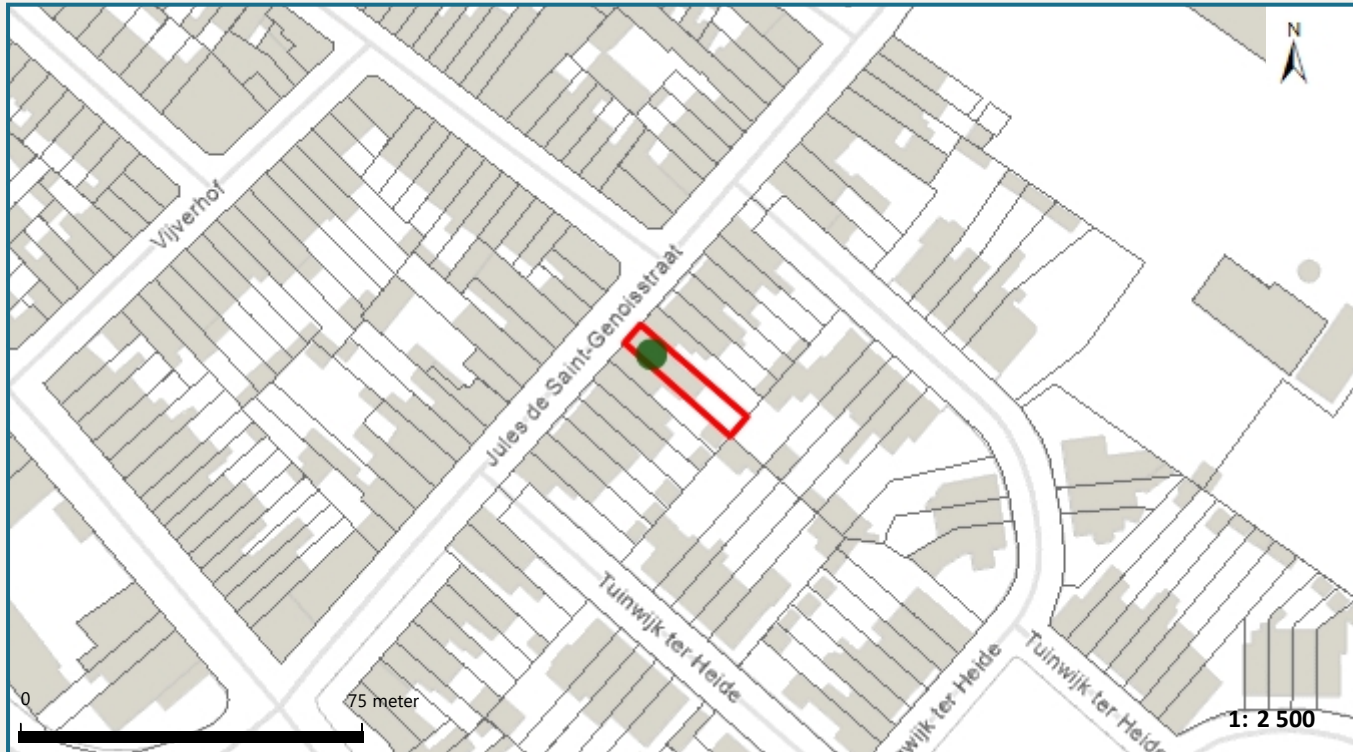 N
Vijverhof
Jules de Saint-Genoisstraat
Tuinwijk-ter-Heide
Tuinwijk-ter-Heide
wijk-ter-Heide
0
75 meter
1: 2 500